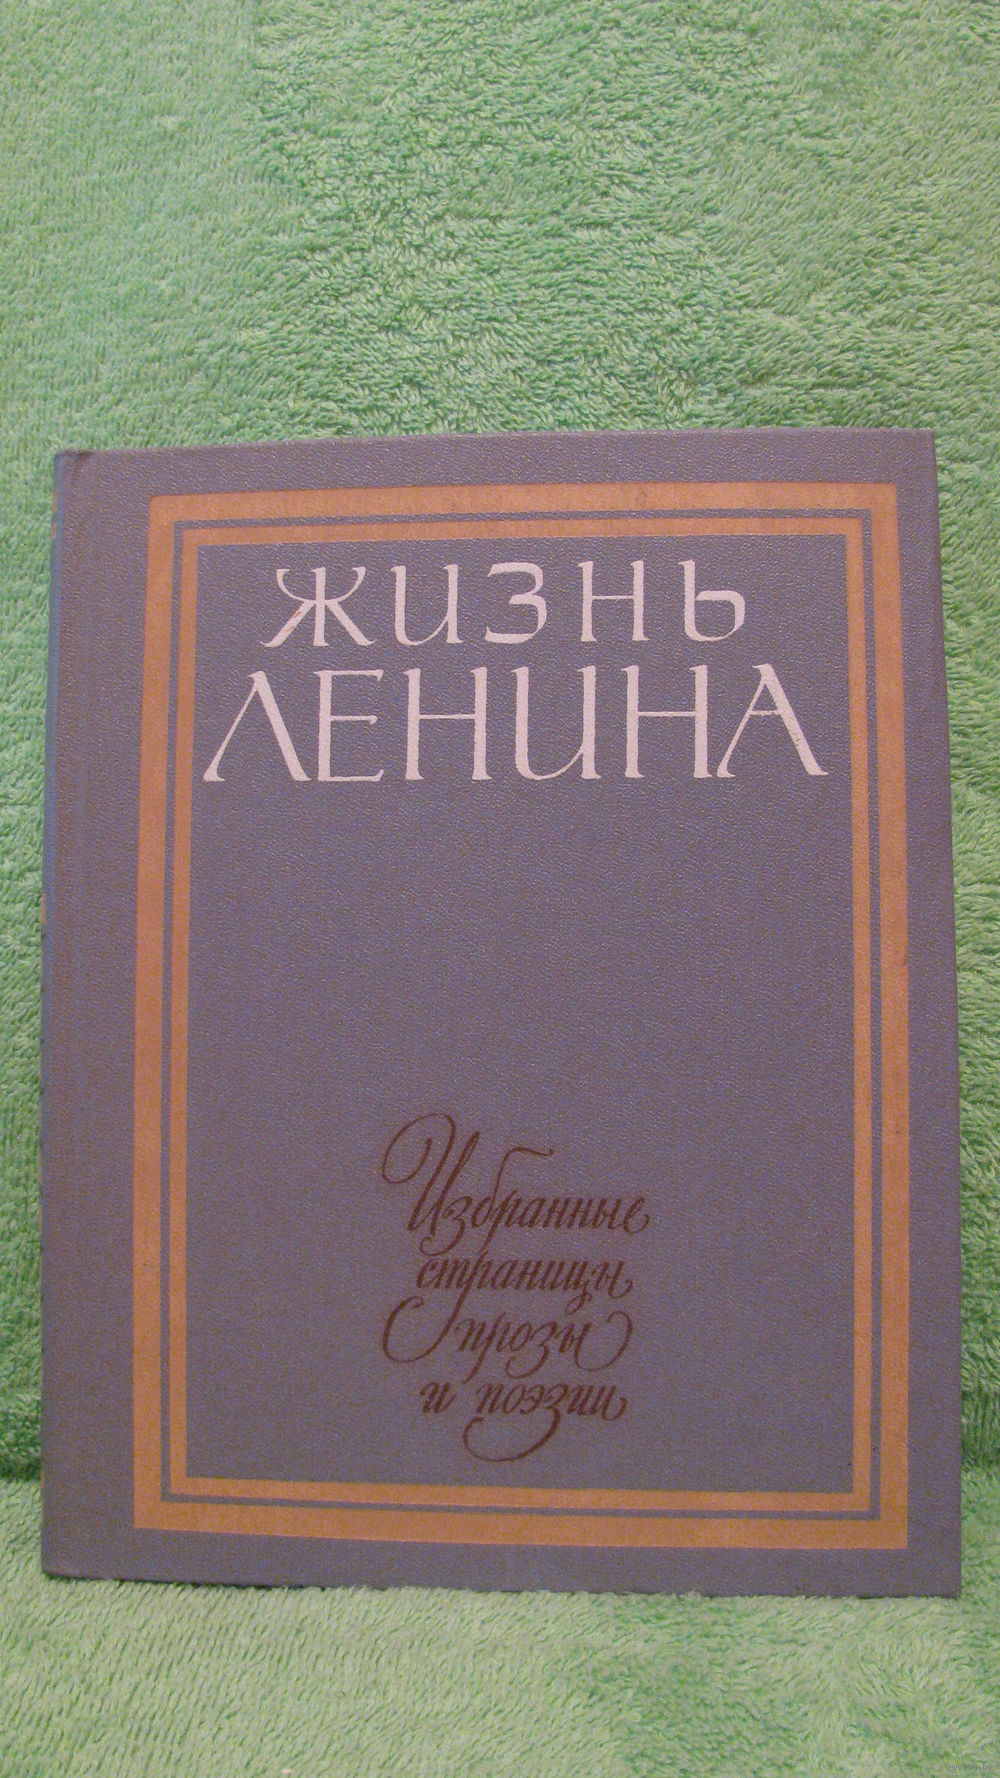 ЖИЗНЬ
ЛЕНИНА
Избранные
страницы
прозы
и поэзии